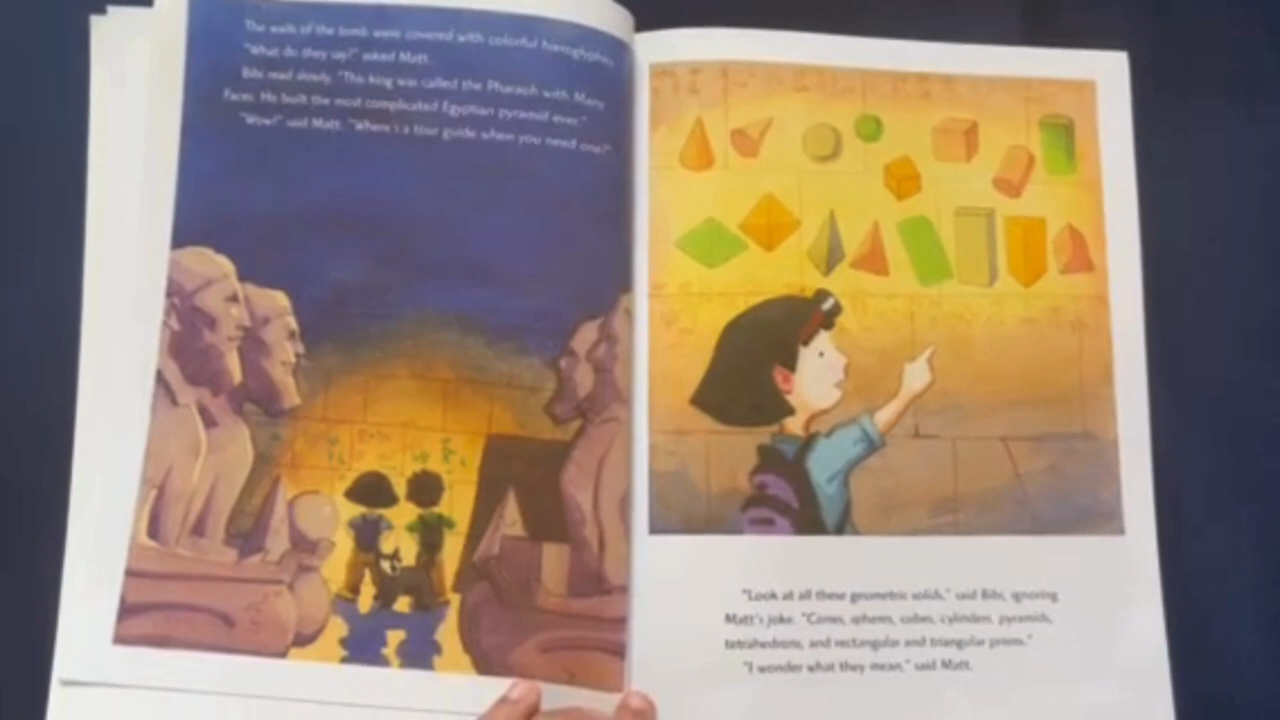 The walls of the tomb were covered with colorful hieroglyphics.
"What do they say?" asked Matt.
Bibi read slowly. "This king was called the Pharaoh with Many
Faces. He built the most complicated Egyptian pyramid ever."
"Wow!" said Matt. "Where's a tour guide when you need one?"
"Look at all these geometric solids," said Bibi, ignoring
Matt's joke. "Cones, spheres, cubes, cylinders, pyramids,
tetrahedrons, and rectangular and triangular prisms."
"I wonder what they mean," said Matt.